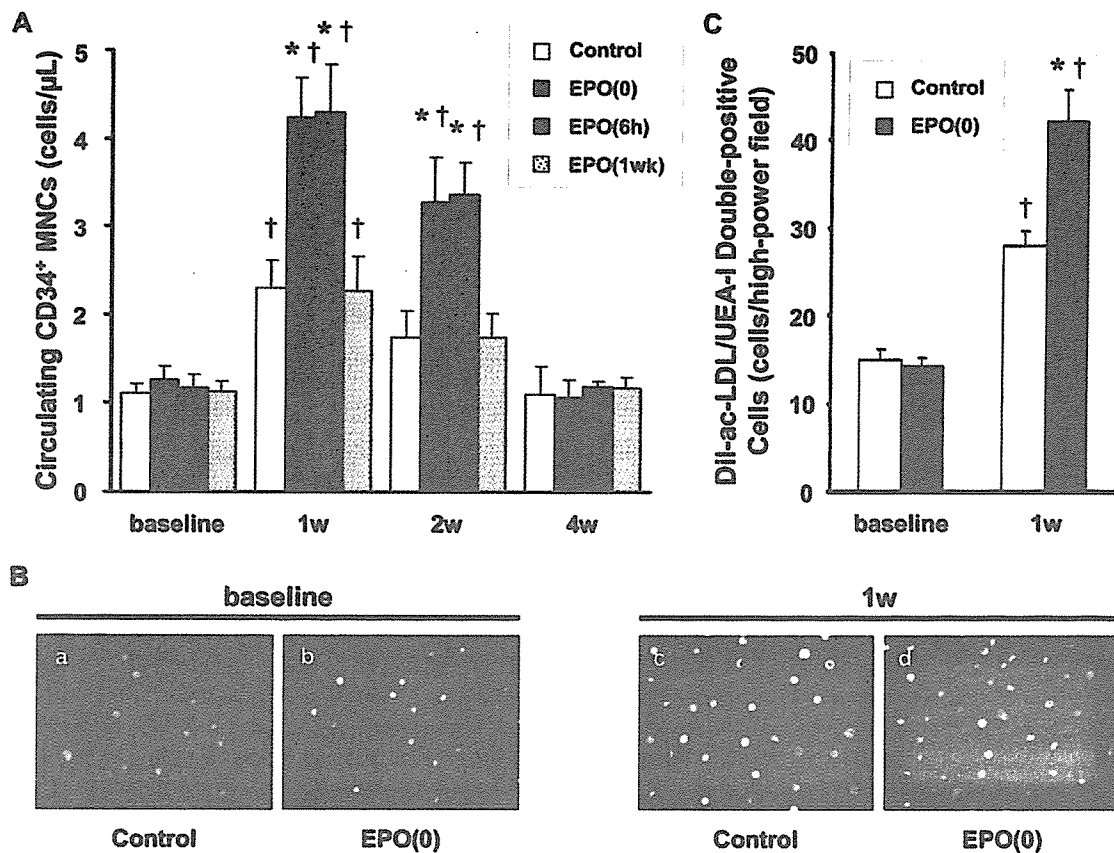 A
Circulating CD34+ MNCs (cells/μL)
5
4
3
2
1
0
* † * †
† †
* † * †
Control
EPO(0)
EPO(6h)
EPO(1wk)
baseline 1w 2w 4w
C
DiI-ac-LDL/UEA-I Double-positive
Cells (cells/high-power field)
50
40
30
20
10
0
Control
EPO(0)
* †
†
baseline 1w
B
baseline
1w
a b c d
Control EPO(0) Control EPO(0)